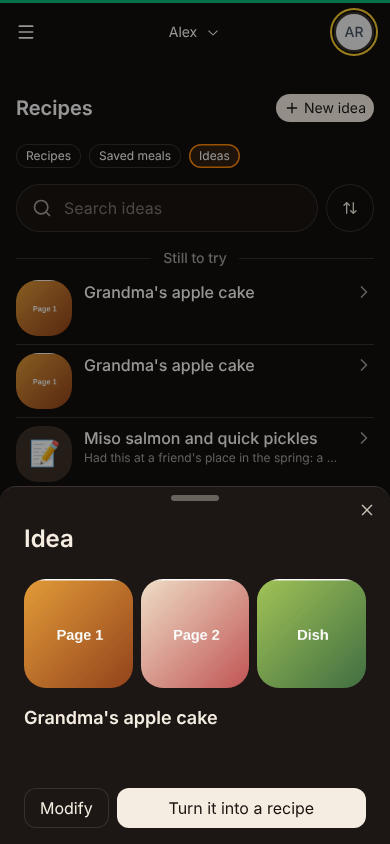 Alex
AR
Recipes
New idea
Recipes
Saved meals
Ideas
Search ideas
Still to try
Page 1
Grandma's apple cake
Page 1
Grandma's apple cake
Miso salmon and quick pickles
Had this at a friend's place in the spring: a ...
Idea
Page 1
Page 2
Dish
Grandma's apple cake
Modify
Turn it into a recipe